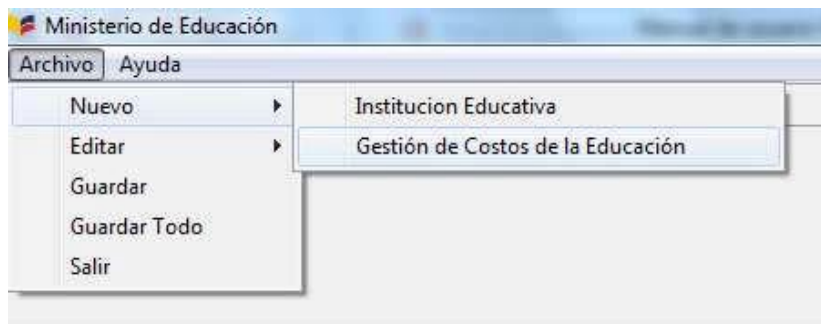 Ministerio de Educación
Archivo Ayuda
Nuevo
Institucion Educativa
Editar
Gestión de Costos de la Educación
Guardar
Guardar Todo
Salir